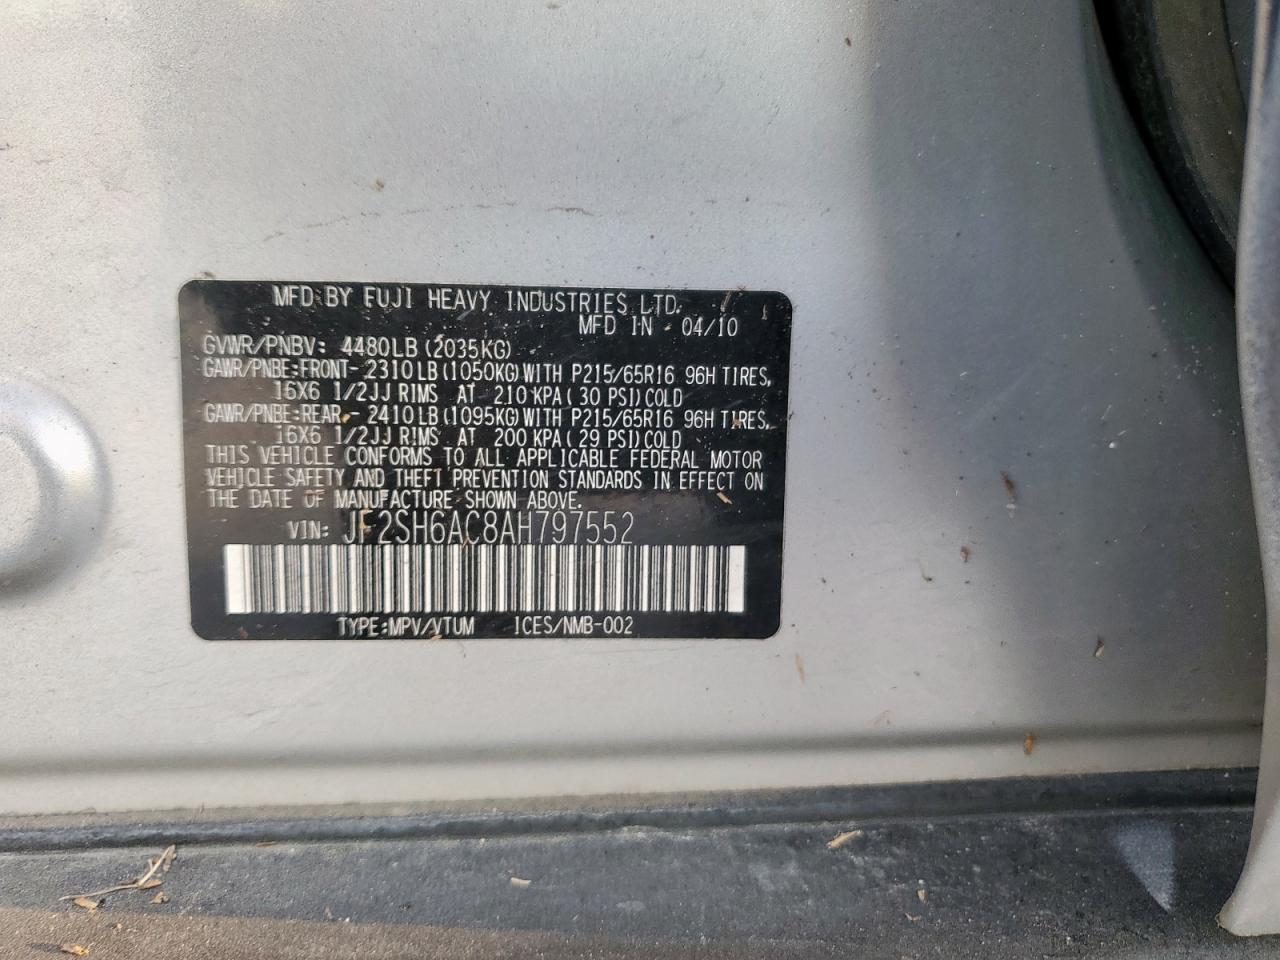 MFD BY FUJI HEAVY INDUSTRIES LTD.
MFD IN 04/10
GVWR/PNBV: 4480LB (2035KG)
GAWR/PNBE:FRONT- 2310LB (1050KG) WITH P215/65R16 96H TIRES,
16X6 1/2JJ RIMS AT 210 KPA (30 PSI) COLD
GAWR/PNBE:REAR - 2410LB (1095KG) WITH P215/65R16 96H TIRES,
16X6 1/2JJ RIMS AT 200 KPA (29 PSI) COLD
THIS VEHICLE CONFORMS TO ALL APPLICABLE FEDERAL MOTOR
VEHICLE SAFETY AND THEFT PREVENTION STANDARDS IN EFFECT ON
THE DATE OF MANUFACTURE SHOWN ABOVE.
VIN: JF2SH6AC8AH797552
TYPE:MPV/VTUM ICES/NMB-002